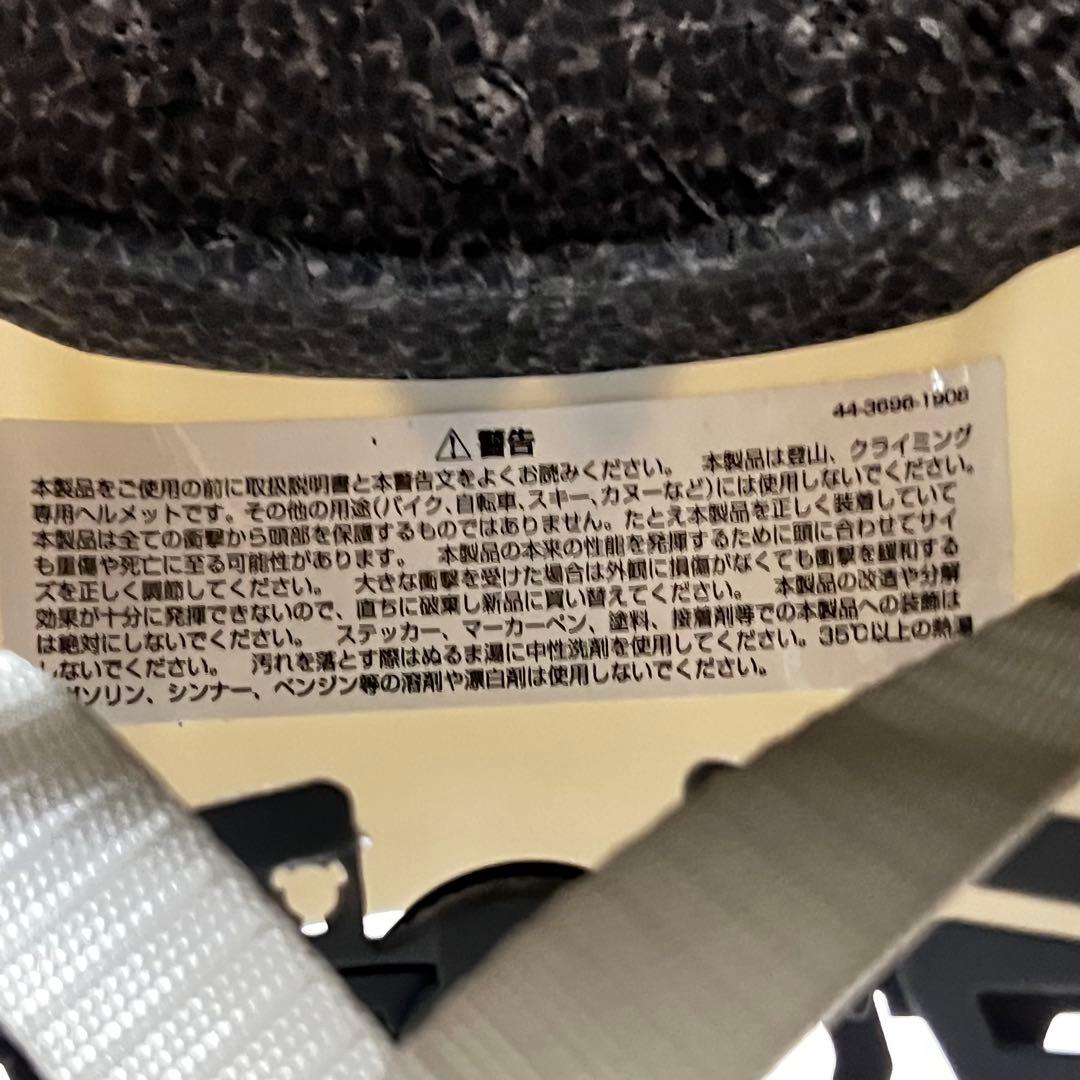 44-3698-1908
⚠警告
本製品をご使用の前に取扱説明書と本警告文をよくお読みください。　本製品は登山、クライミング
専用ヘルメットです。その他の用途(バイク、自転車、スキー、カヌーなど)には使用しないでください。
本製品は全ての衝撃から頭部を保護するものではありません。たとえ本製品を正しく装着していて
も重傷や死亡に至る可能性があります。　本製品の本来の性能を発揮するために頭に合わせてサイ
ズを正しく調節してください。　大きな衝撃を受けた場合は外観に損傷がなくても衝撃を緩和する
効果が十分に発揮できないので、直ちに破棄し新品に買い替えてください。　本製品の改造や分解
は絶対にしないでください。　ステッカー、マーカーペン、塗料、接着剤等での本製品への装飾は
しないでください。　汚れを落とす際はぬるま湯に中性洗剤を使用してください。35℃以上の熱湯
ガソリン、シンナー、ベンジン等の溶剤や漂白剤は使用しないでください。